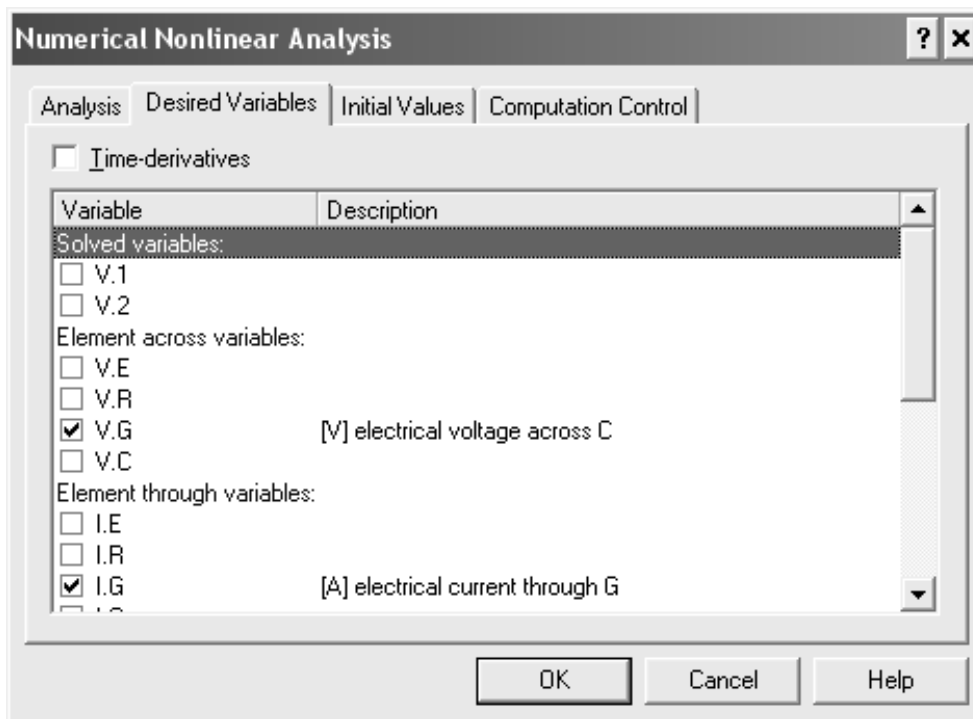 Numerical Nonlinear Analysis ? ×
Analysis Desired Variables Initial Values Computation Control
Time-derivatives
Variable Description
Solved variables:
V.1
V.2
Element across variables:
V.E
V.R
V.G [V] electrical voltage across C
V.C
Element through variables:
I.E
I.R
I.G [A] electrical current through G
OK Cancel Help